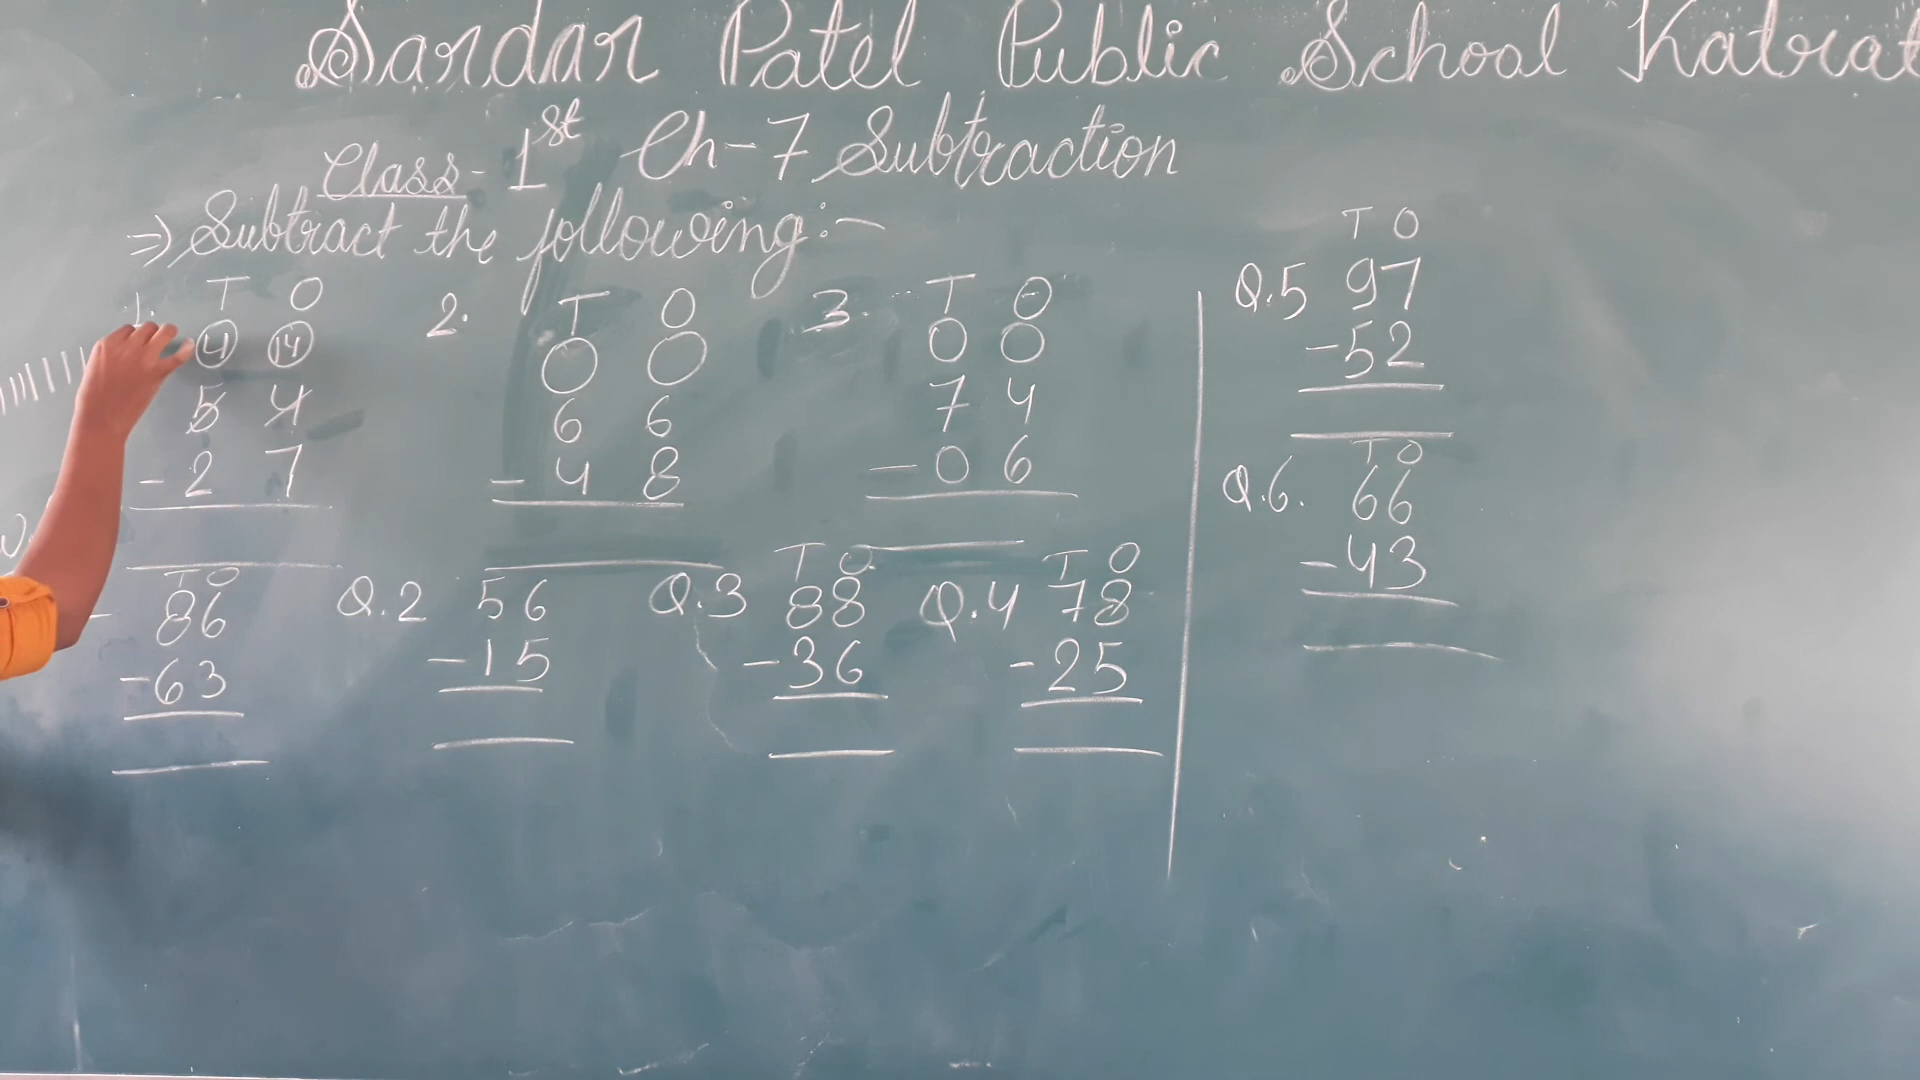 Sardar Patel Public School Katrat
Class- 1st Ch-7 Subtraction
⇒ Subtract the following:-
1. T O
④ ⑭
5 4
- 2 7
2. T O
○ ○
6 6
- 4 8
3. T O
○ ○
7 4
- 0 6
T O
86
-63
Q.2 56
-15
Q.3 T O
88
-36
Q.4 T O
78
-25
Q.5 T O
97
-52
Q.6. T O
66
-43